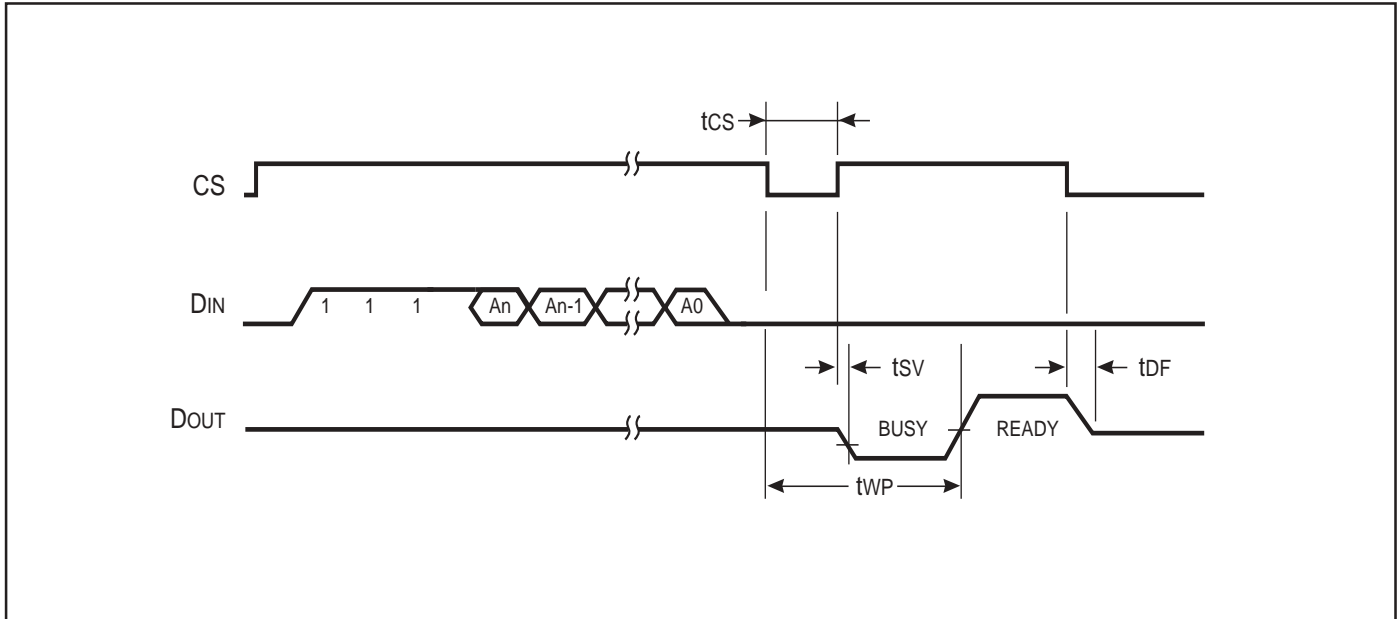 tCS
CS
DIN 1 1 1 An An-1 A0
tSV tDF
DOUT BUSY READY
tWP